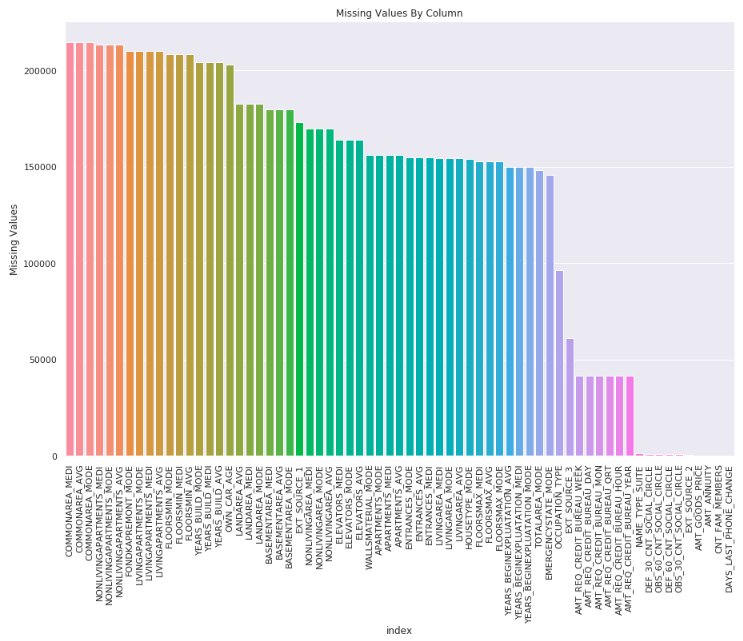 Missing Values By Column
Missing Values
200000
150000
100000
50000
0
COMMONAREA_MEDI
COMMONAREA_AVG
COMMONAREA_MODE
NONLIVINGAPARTMENTS_MEDI
NONLIVINGAPARTMENTS_MODE
NONLIVINGAPARTMENTS_AVG
FONDKAPREMONT_MODE
LIVINGAPARTMENTS_MODE
LIVINGAPARTMENTS_MEDI
LIVINGAPARTMENTS_AVG
FLOORSMIN_MODE
FLOORSMIN_MEDI
FLOORSMIN_AVG
YEARS_BUILD_MODE
YEARS_BUILD_MEDI
YEARS_BUILD_AVG
OWN_CAR_AGE
LANDAREA_AVG
LANDAREA_MEDI
LANDAREA_MODE
BASEMENTAREA_MEDI
BASEMENTAREA_AVG
BASEMENTAREA_MODE
EXT_SOURCE_1
NONLIVINGAREA_MEDI
NONLIVINGAREA_MODE
NONLIVINGAREA_AVG
ELEVATORS_MEDI
ELEVATORS_MODE
ELEVATORS_AVG
WALLSMATERIAL_MODE
APARTMENTS_MODE
APARTMENTS_MEDI
APARTMENTS_AVG
ENTRANCES_MODE
ENTRANCES_AVG
ENTRANCES_MEDI
LIVINGAREA_MEDI
LIVINGAREA_MODE
LIVINGAREA_AVG
HOUSETYPE_MODE
FLOORSMAX_MEDI
FLOORSMAX_AVG
FLOORSMAX_MODE
YEARS_BEGINEXPLUATATION_AVG
YEARS_BEGINEXPLUATATION_MEDI
YEARS_BEGINEXPLUATATION_MODE
TOTALAREA_MODE
EMERGENCYSTATE_MODE
OCCUPATION_TYPE
EXT_SOURCE_3
AMT_REQ_CREDIT_BUREAU_WEEK
AMT_REQ_CREDIT_BUREAU_DAY
AMT_REQ_CREDIT_BUREAU_MON
AMT_REQ_CREDIT_BUREAU_QRT
AMT_REQ_CREDIT_BUREAU_HOUR
AMT_REQ_CREDIT_BUREAU_YEAR
NAME_TYPE_SUITE
DEF_30_CNT_SOCIAL_CIRCLE
OBS_60_CNT_SOCIAL_CIRCLE
DEF_60_CNT_SOCIAL_CIRCLE
OBS_30_CNT_SOCIAL_CIRCLE
EXT_SOURCE_2
AMT_GOODS_PRICE
AMT_ANNUITY
CNT_FAM_MEMBERS
DAYS_LAST_PHONE_CHANGE
index